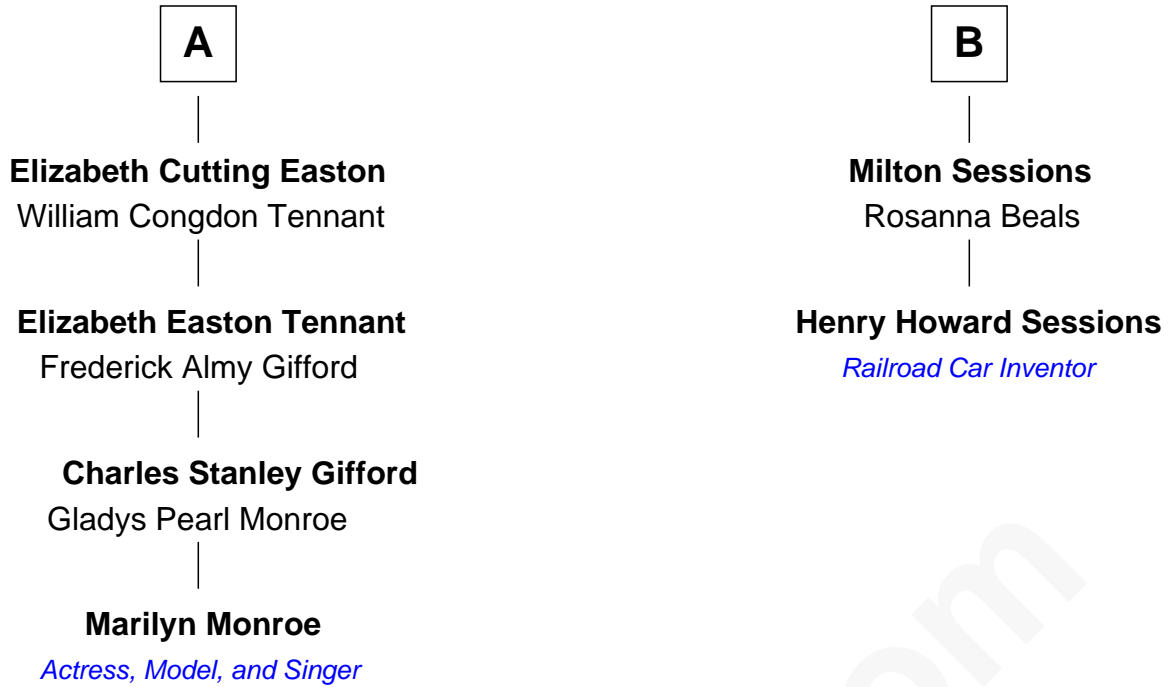 A
Elizabeth Cutting Easton
William Congdon Tennant
Elizabeth Easton Tennant
Frederick Almy Gifford
Charles Stanley Gifford
Gladys Pearl Monroe
Marilyn Monroe
Actress, Model, and Singer
B
Milton Sessions
Rosanna Beals
Henry Howard Sessions
Railroad Car Inventor